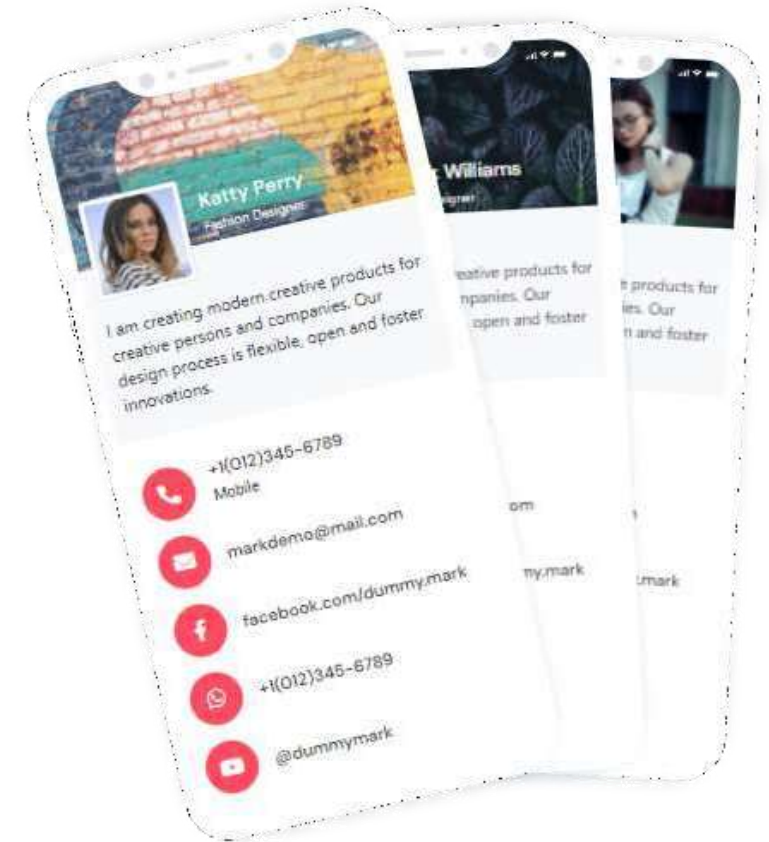 Katty Perry
Fashion Designer
I am creating modern creative products for
creative persons and companies. Our
design process is flexible, open and foster
innovations.
+1(012)345-6789
Mobile
markdemo@mail.com
facebook.com/dummy.mark
+1(012)345-6789
@dummymark
Williams
products for
Our
open and foster
om
my.mark
products for
Our
and foster
.mark